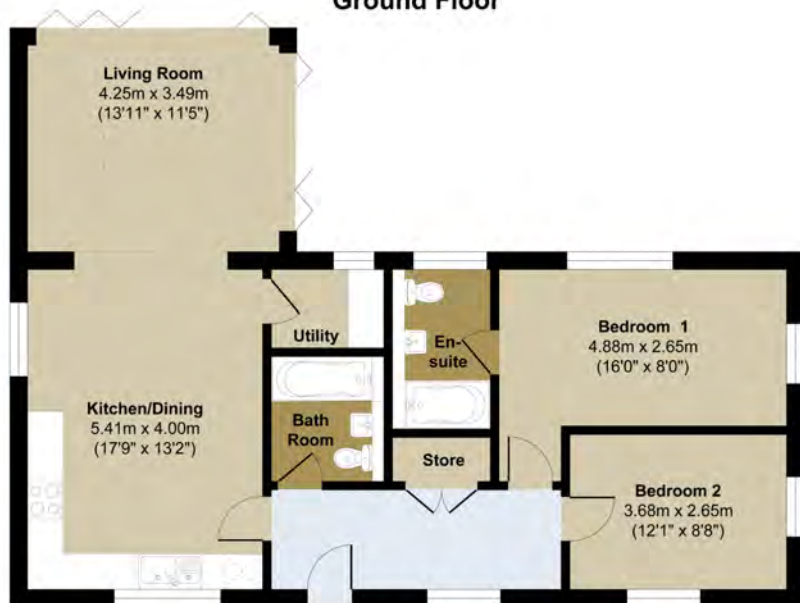 Ground Floor
Living Room
4.25m x 3.49m
(13'11" x 11'5")
Utility
En-
suite
Bedroom 1
4.88m x 2.65m
(16'0" x 8'0")
Kitchen/Dining
5.41m x 4.00m
(17'9" x 13'2")
Bath
Room
Store
Bedroom 2
3.68m x 2.65m
(12'1" x 8'8")